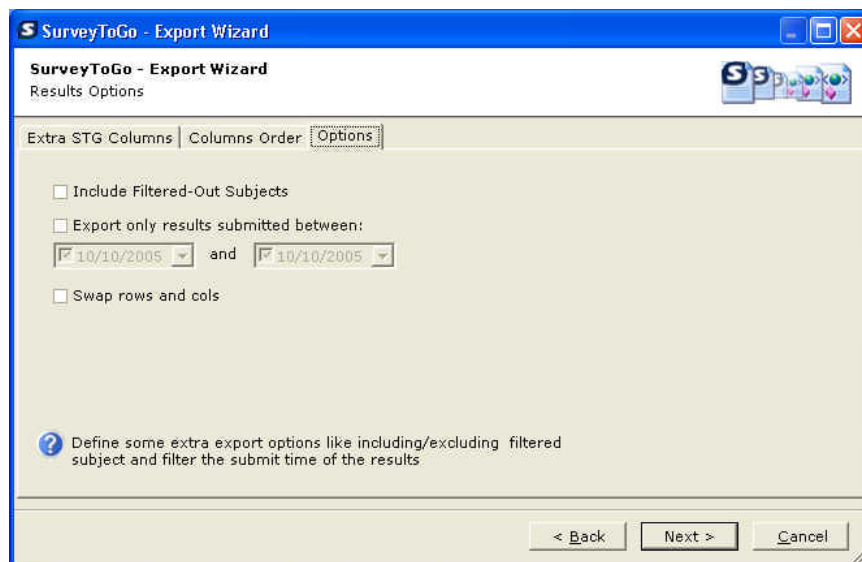 SurveyToGo - Export Wizard
SurveyToGo - Export Wizard
Results Options
Extra STG Columns Columns Order Options
Include Filtered-Out Subjects
Export only results submitted between:
10/10/2005 and 10/10/2005
Swap rows and cols
Define some extra export options like including/excluding filtered
subject and filter the submit time of the results
< Back Next > Cancel